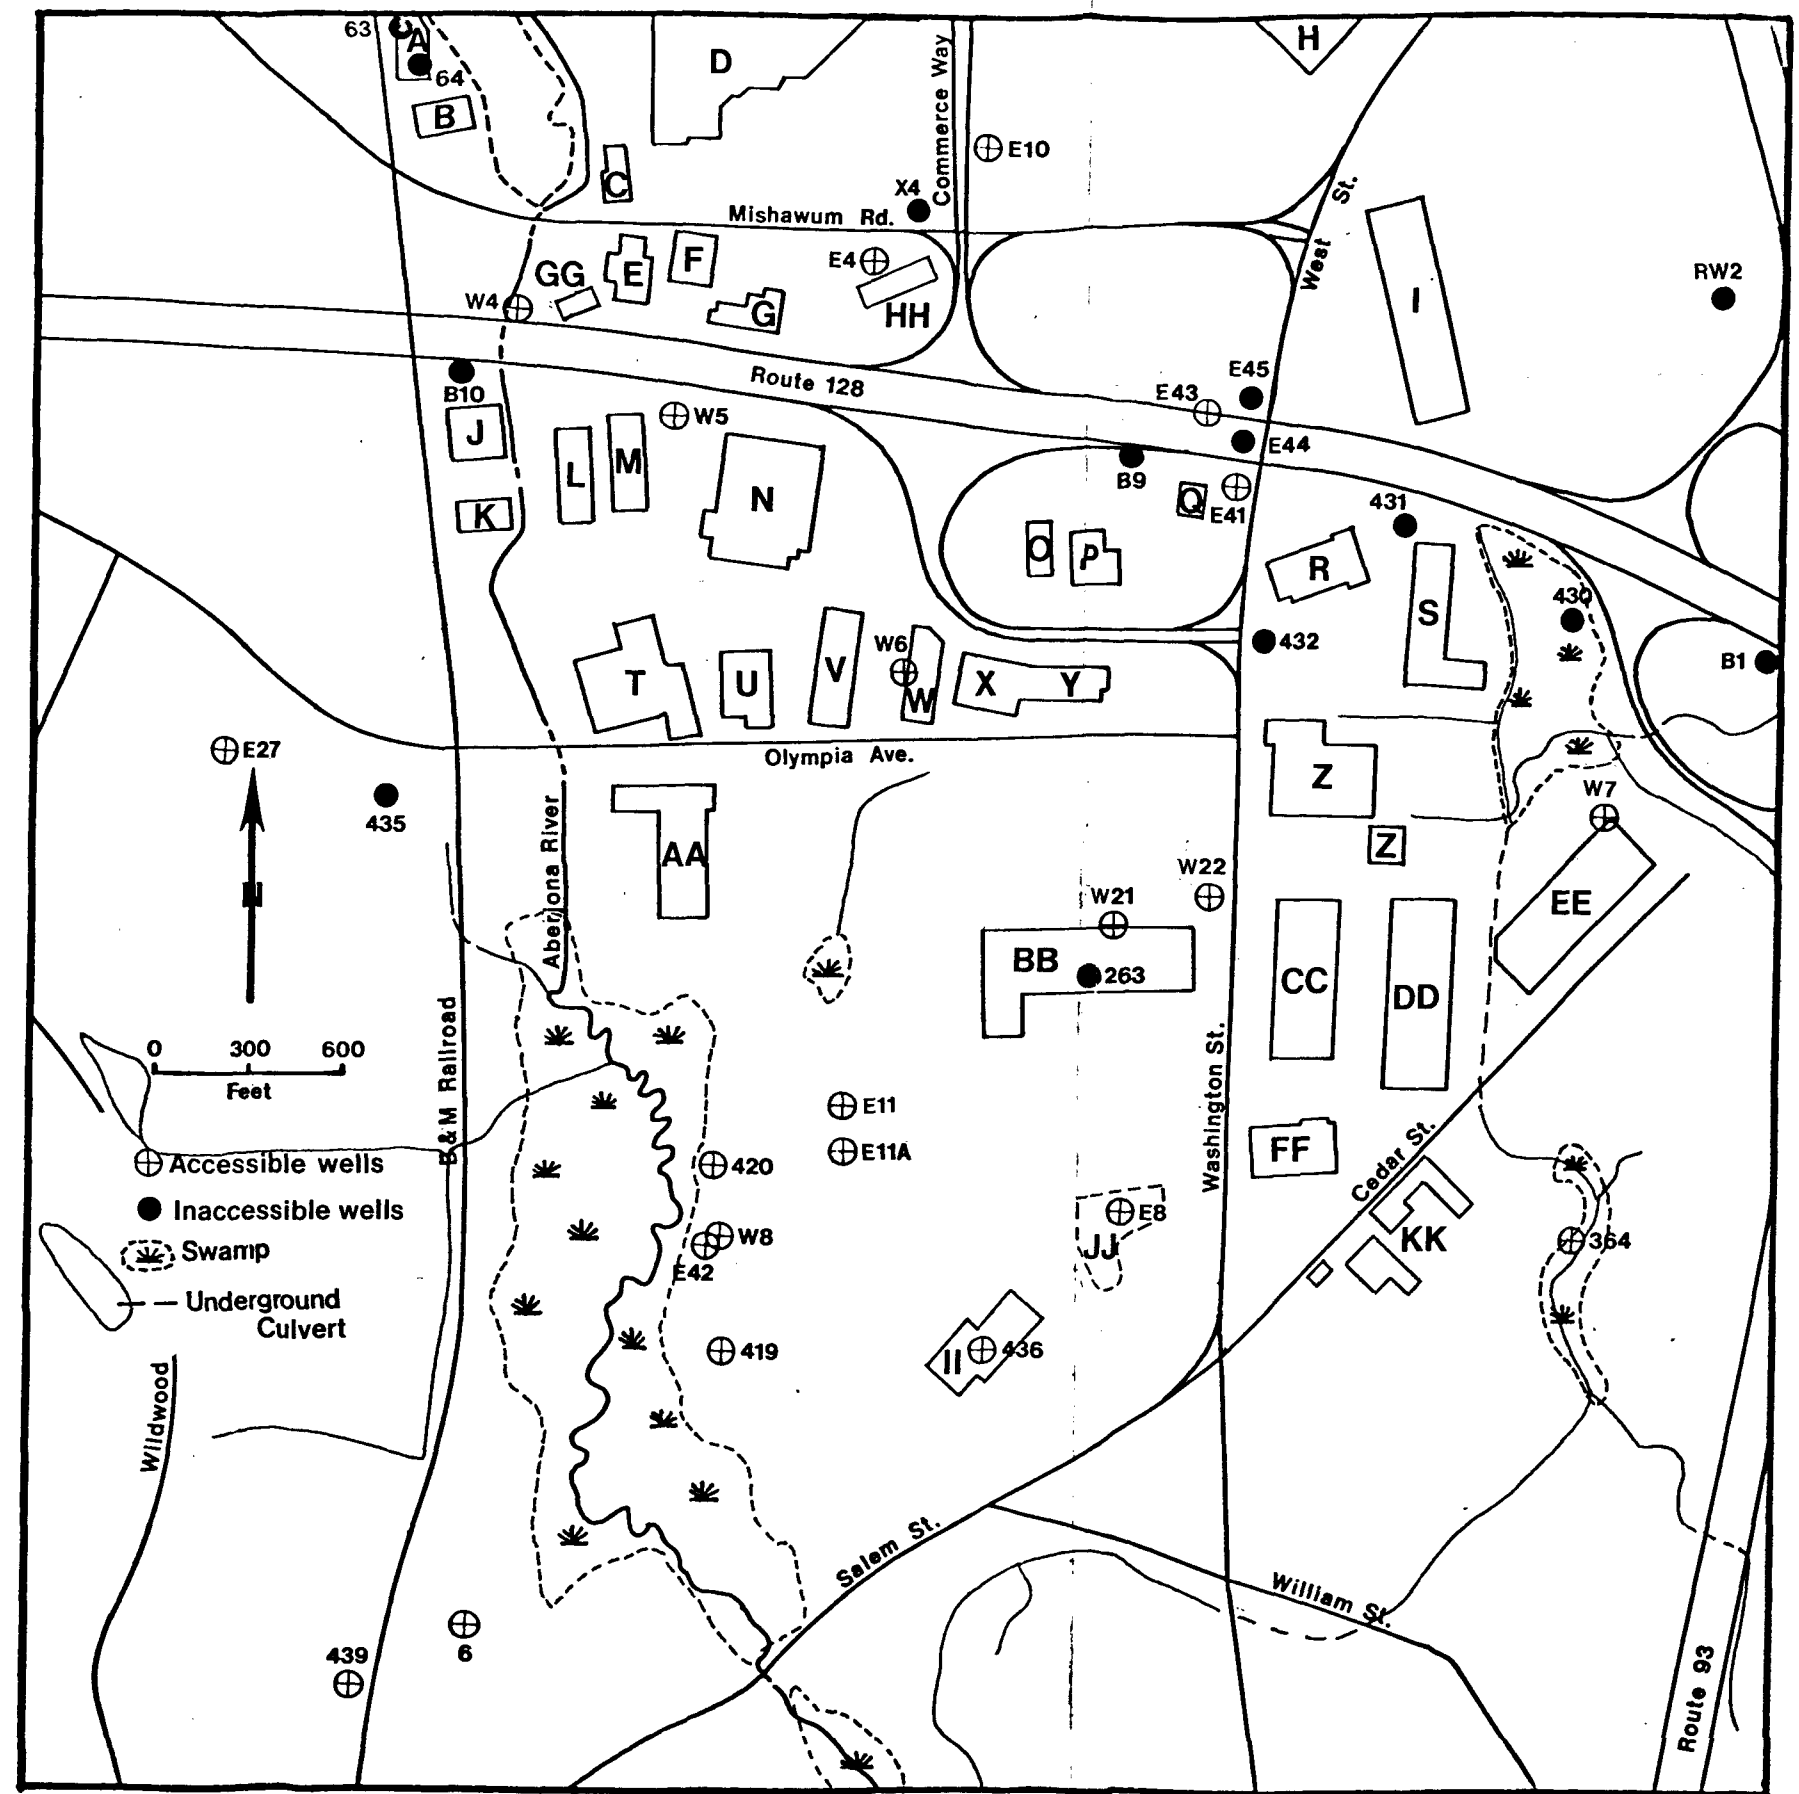 63
A
64
B
C
D
Commerce Way
E10
H
X4
Mishawum Rd.
West St.
GG
E
F
G
E4
HH
I
RW2
W4
Route 128
B10
J
K
L
M
W5
N
E45
E43
E44
B9
Q
E41
431
O
P
R
S
430
432
B1
T
U
V
W6
W
X
Y
Olympia Ave.
E27
435
Z
W7
Z
Aberjona River
AA
W22
W21
BB
263
CC
DD
EE
0 300 600
Feet
B&M Railroad
E11
E11A
420
Washington St.
FF
Cedar St.
Accessible wells
Inaccessible wells
Swamp
Underground
Culvert
W8
E42
E8
JJ
KK
364
419
II
436
Wildwood
Salem St.
William St.
439
6
Route 93